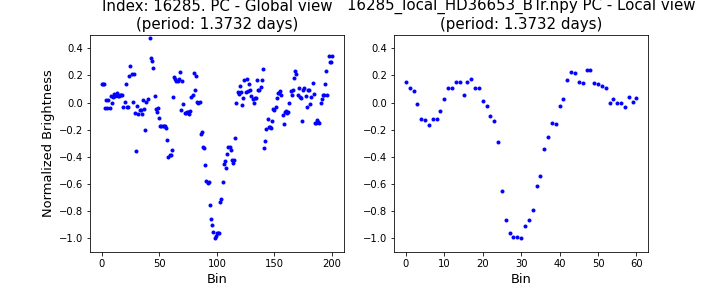 Index: 16285. PC - Global view
(period: 1.3732 days)
16285_local_HD36653_BTr.npy PC - Local view
(period: 1.3732 days)
Normalized Brightness
0.4
0.2
0.0
−0.2
−0.4
−0.6
−0.8
−1.0
0 50 100 150 200
Bin
0.4
0.2
0.0
−0.2
−0.4
−0.6
−0.8
−1.0
0 10 20 30 40 50 60
Bin